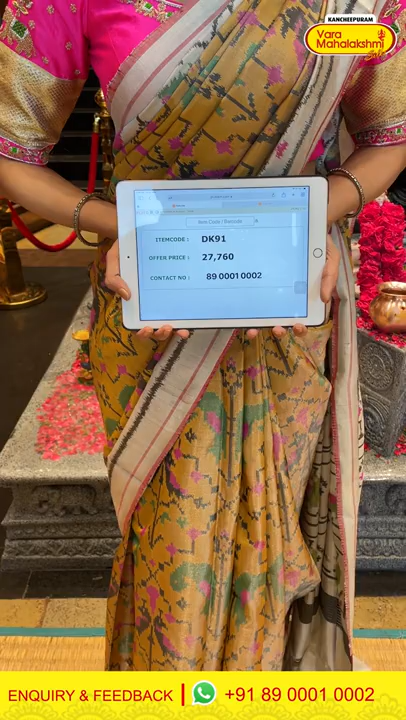 KANCHEEPURAM
Vara
Mahalakshmi
Item Code / Barcode
ITEMCODE : DK91
OFFER PRICE : 27,760
CONTACT NO : 89 0001 0002
ENQUIRY & FEEDBACK | +91 89 0001 0002